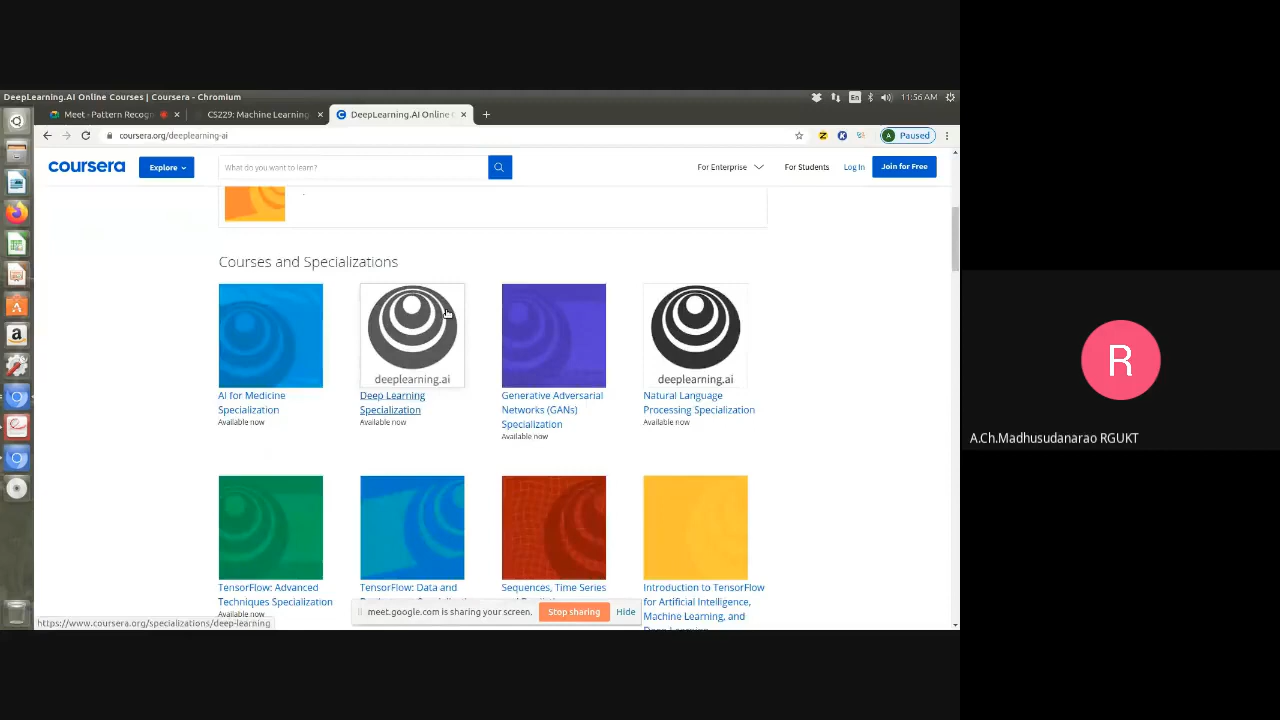 DeepLearning.AI Online Courses | Coursera - Chromium
En
11:56 AM
Meet - Pattern Recogn
CS229: Machine Learning
DeepLearning.AI Online C
coursera.org/deeplearning-ai
A
Paused
coursera
Explore
What do you want to learn?
For Enterprise
For Students
Log In
Join for Free
Courses and Specializations
deeplearning.ai
deeplearning.ai
AI for Medicine
Specialization
Available now
Deep Learning
Specialization
Available now
Generative Adversarial
Networks (GANs)
Specialization
Available now
Natural Language
Processing Specialization
Available now
TensorFlow: Advanced
Techniques Specialization
Available now
TensorFlow: Data and
Sequences, Time Series
Introduction to TensorFlow
for Artificial Intelligence,
Machine Learning, and
meet.google.com is sharing your screen.
Stop sharing
Hide
https://www.coursera.org/specializations/deep-learning
R
A.Ch.Madhusudanarao RGUKT